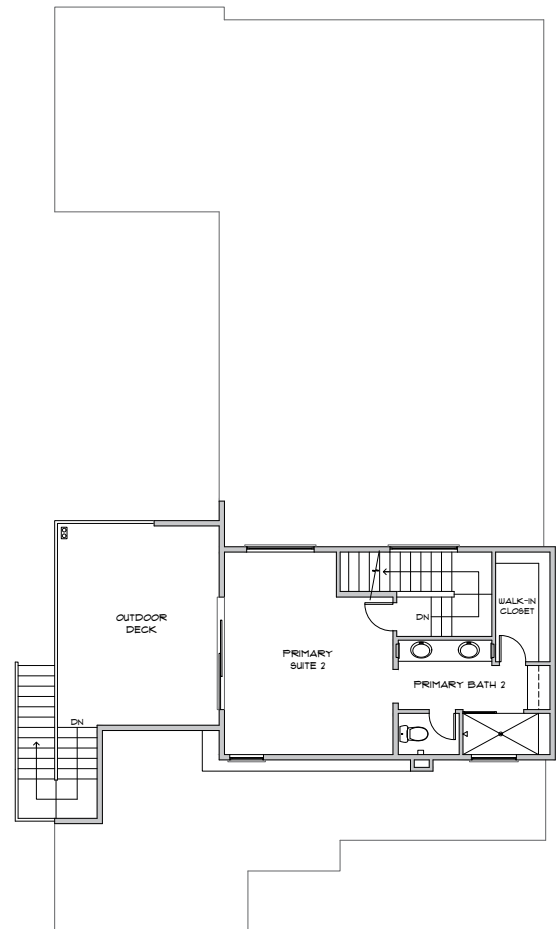 OUTDOOR
DECK
PRIMARY
SUITE 2
DN
WALK-IN
CLOSET
PRIMARY BATH 2
DN